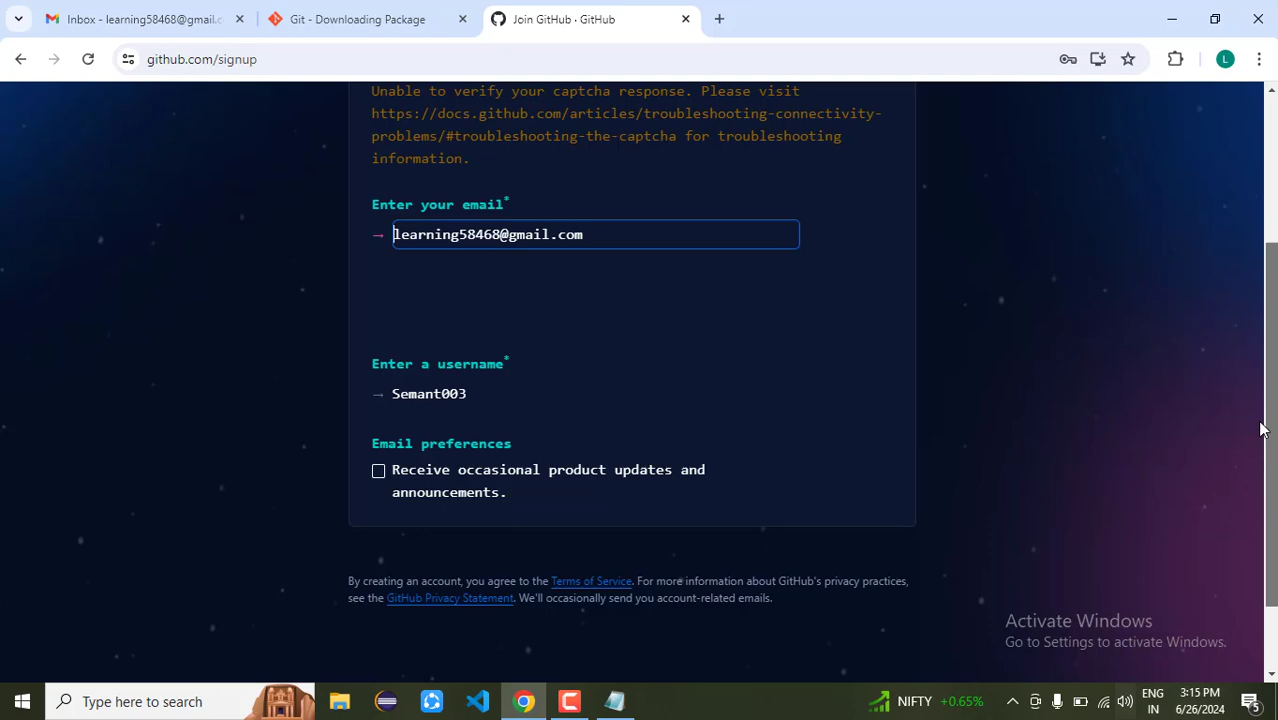 Inbox - learning58468@gmail.c
Git - Downloading Package
Join GitHub · GitHub
github.com/signup
L
Unable to verify your captcha response. Please visit
https://docs.github.com/articles/troubleshooting-connectivity-
problems/#troubleshooting-the-captcha for troubleshooting
information.
Enter your email*
→ learning58468@gmail.com
Enter a username*
→ Semant003
Email preferences
Receive occasional product updates and
announcements.
By creating an account, you agree to the Terms of Service. For more information about GitHub's privacy practices,
see the GitHub Privacy Statement. We'll occasionally send you account-related emails.
Activate Windows
Go to Settings to activate Windows.
Type here to search
NIFTY +0.65%
ENG
IN
3:15 PM
6/26/2024
5